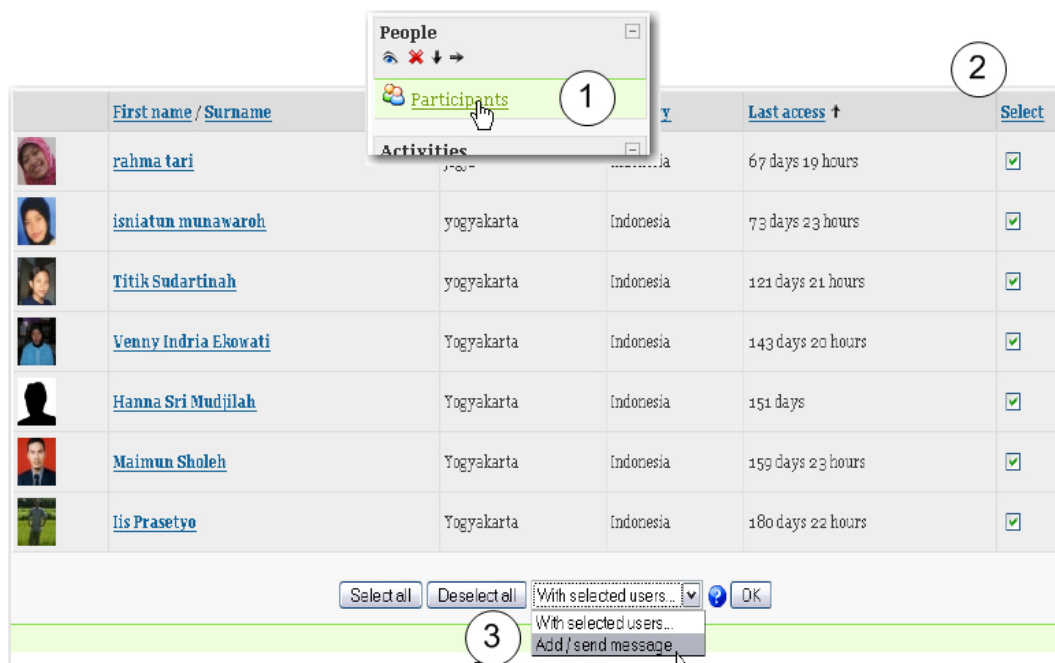 People
Participants
1
Activities
2
First name / Surname
y
Last access ↑
Select
rahma tari
67 days 19 hours
isniatun munawaroh
yogyakarta
Indonesia
73 days 23 hours
Titik Sudartinah
yogyakarta
Indonesia
121 days 21 hours
Venny Indria Ekowati
Yogyakarta
Indonesia
143 days 20 hours
Hanna Sri Mudjilah
Yogyakarta
Indonesia
151 days
Maimun Sholeh
Yogyakarta
Indonesia
159 days 23 hours
Iis Prasetyo
Yogyakarta
Indonesia
180 days 22 hours
Select all
Deselect all
With selected users...
OK
With selected users...
3
Add / send message